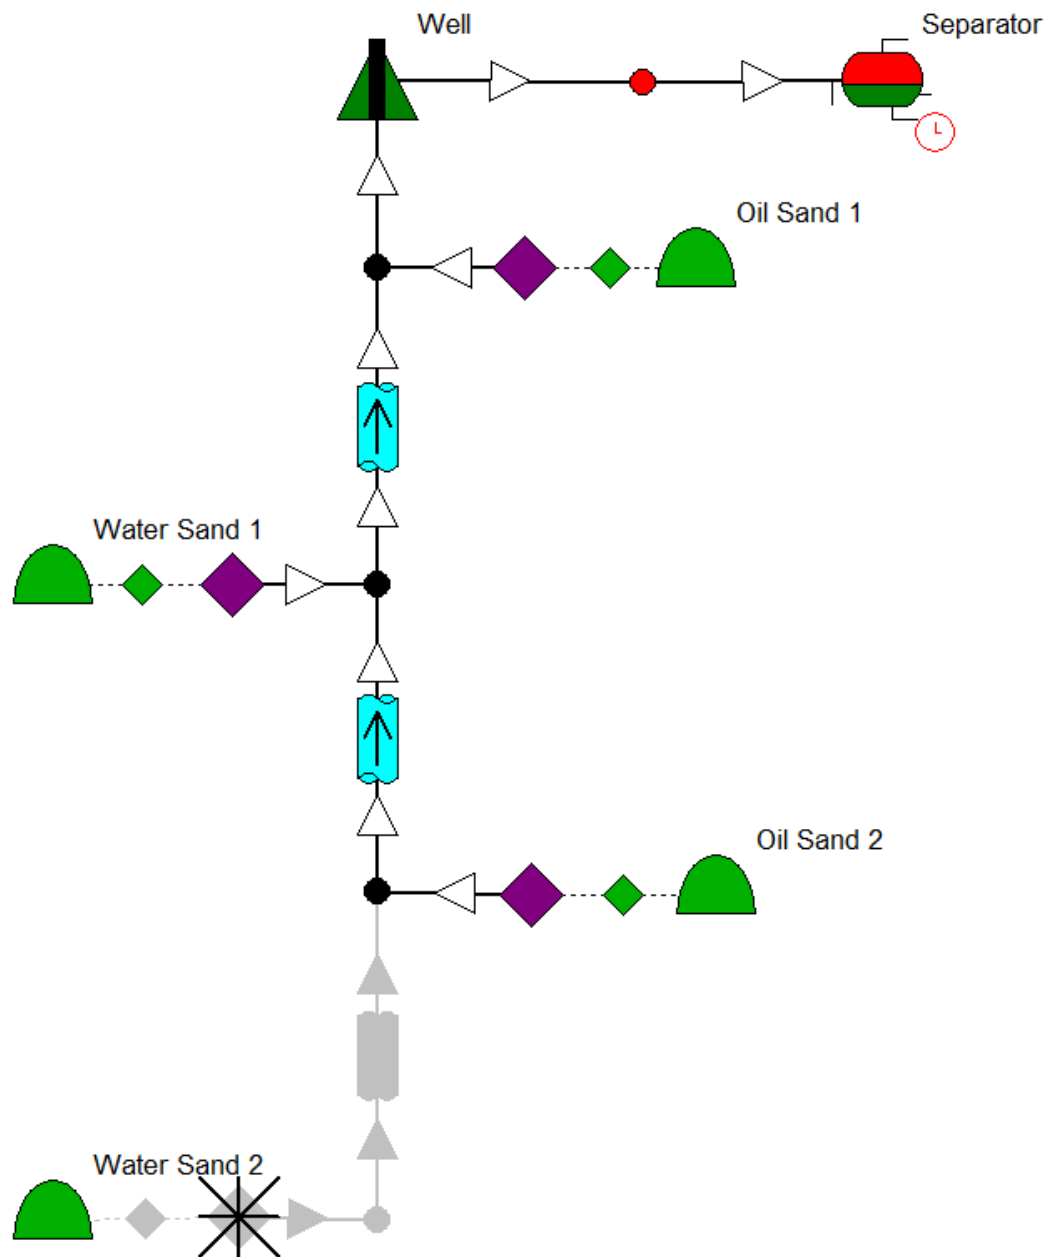 Well
Separator
Oil Sand 1
Water Sand 1
Oil Sand 2
Water Sand 2